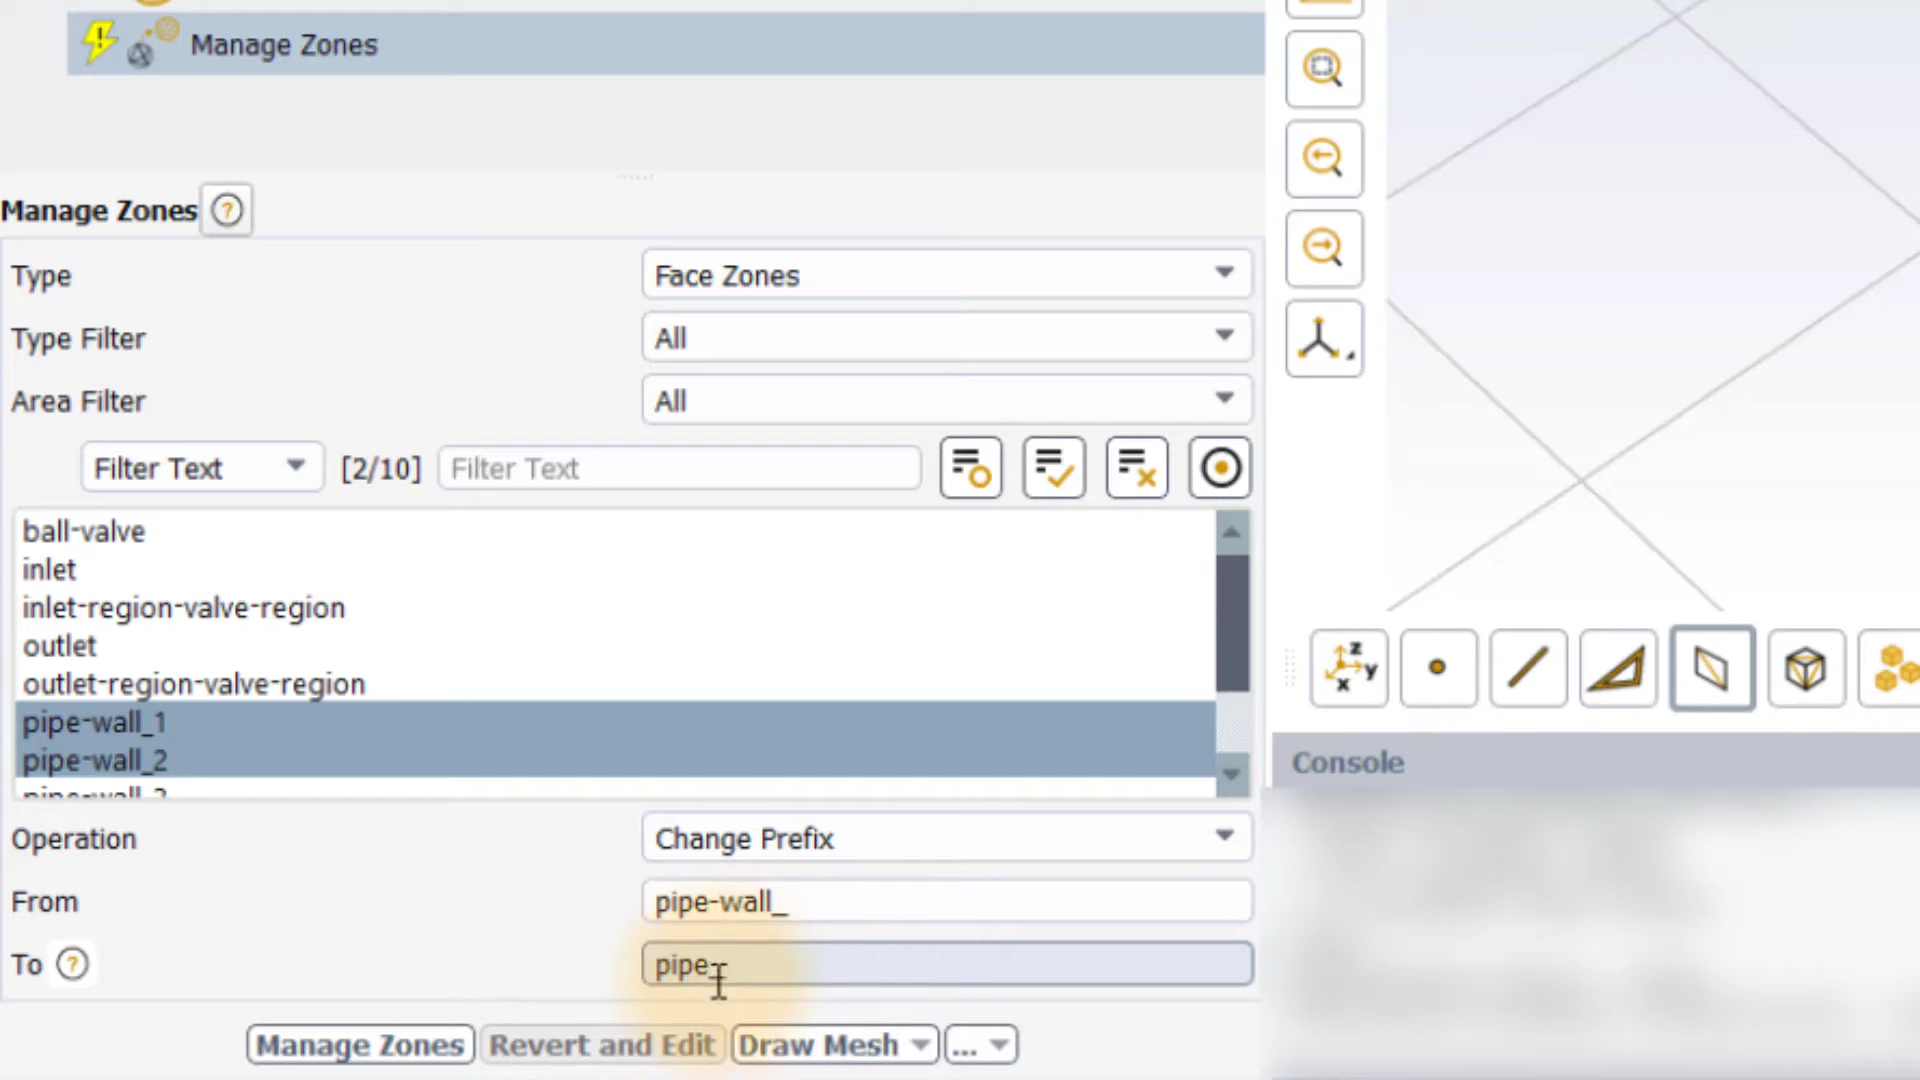 Manage Zones
Manage Zones
Type
Face Zones
Type Filter
All
Area Filter
All
Filter Text
[2/10]
Filter Text
ball-valve
inlet
inlet-region-valve-region
outlet
outlet-region-valve-region
pipe-wall_1
pipe-wall_2
Operation
Change Prefix
From
pipe-wall_
To
pipe-
Manage Zones
Revert and Edit
Draw Mesh
...
z
y
x
Console